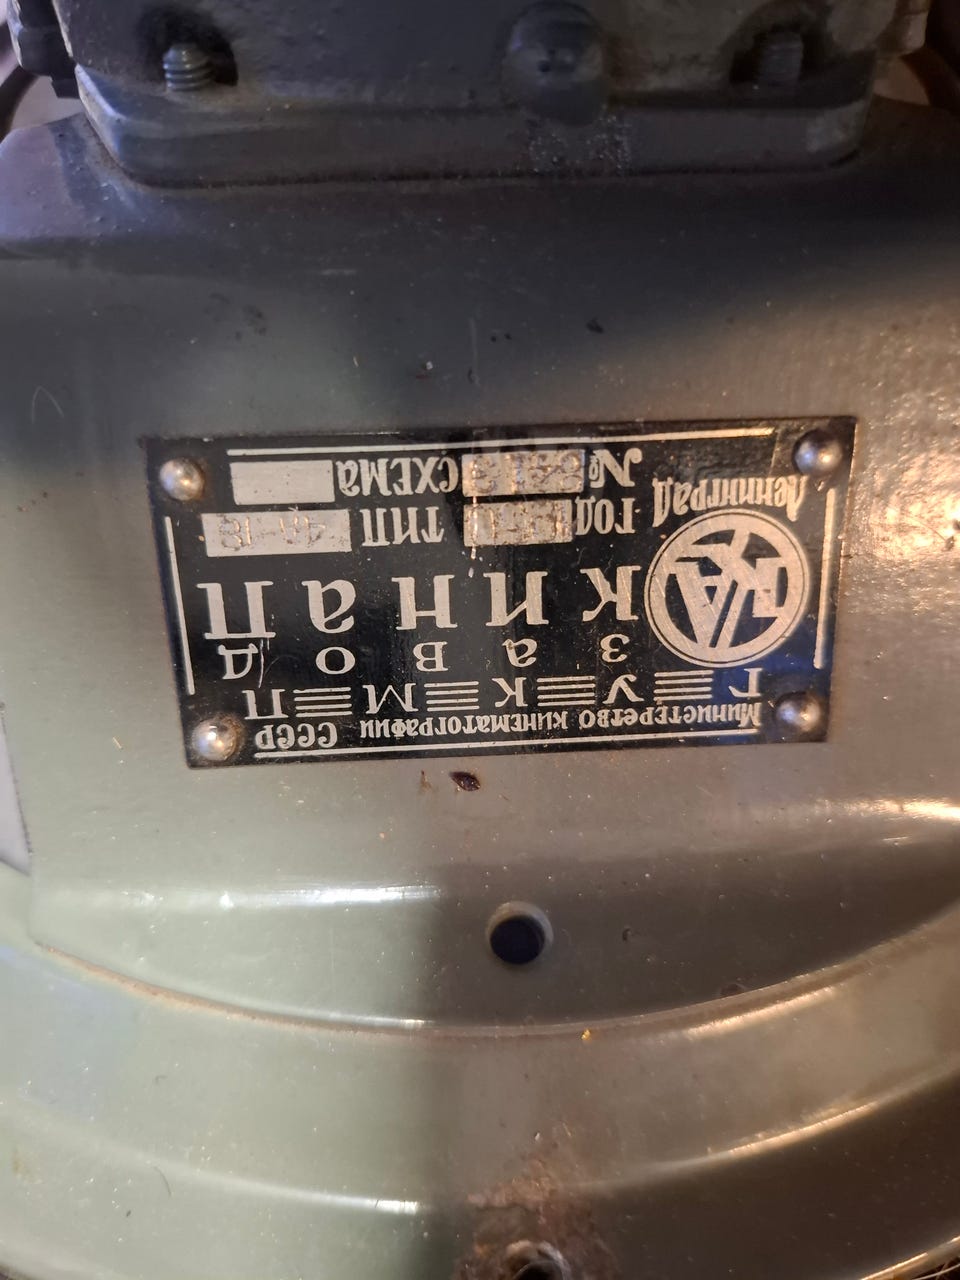 Министерство кинематографии СССР
Г У К М П
Завод
КИНАП
Ленинград
ГОД ТИП
№ СХЕМА